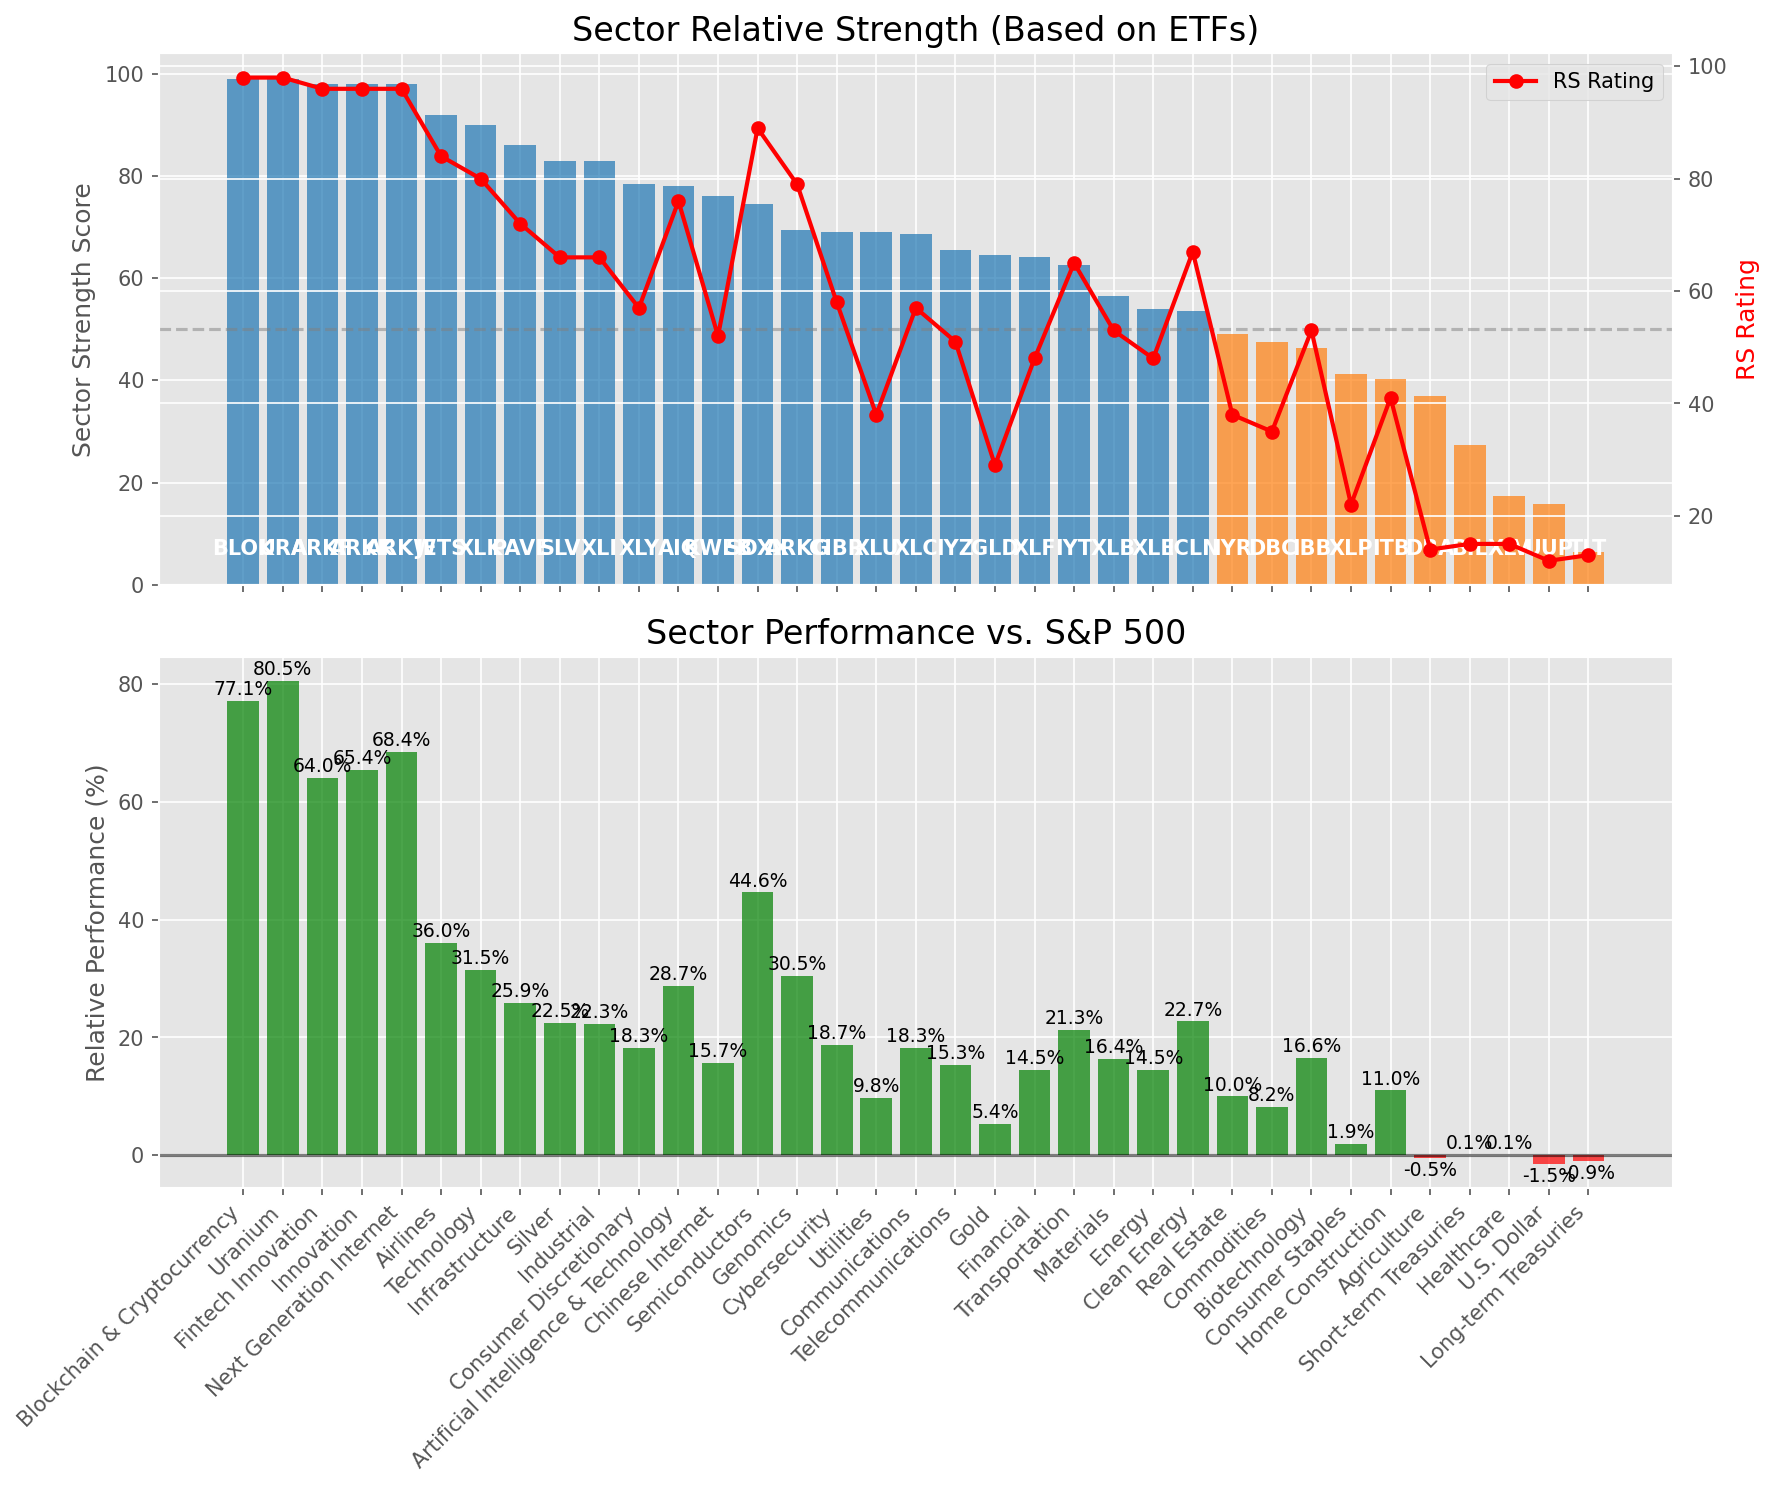 Sector Relative Strength (Based on ETFs)
Sector Strength Score
100
80
60
40
20
0
RS Rating
100
80
60
40
20
RS Rating
PAVE SLV XLI XLY AIQ
XLU XLC IYZ GLD XLF IYT XLB XLE ICLN IYR DBC IBB XLP ITB
TLT
Sector Performance vs. S&P 500
Relative Performance (%)
80
60
40
20
0
77.1%
80.5%
64.0%
65.4%
68.4%
36.0%
31.5%
25.9%
22.5%
22.3%
18.3%
28.7%
15.7%
44.6%
30.5%
18.7%
9.8%
18.3%
15.3%
5.4%
14.5%
21.3%
16.4%
14.5%
22.7%
10.0%
8.2%
16.6%
1.9%
11.0%
-0.5%
0.1%
0.1%
-1.5%
-0.9%
Blockchain & Cryptocurrency
Uranium
Fintech Innovation
Innovation
Next Generation Internet
Airlines
Technology
Infrastructure
Silver
Industrial
Consumer Discretionary
Artificial Intelligence & Technology
Chinese Internet
Semiconductors
Genomics
Cybersecurity
Utilities
Communications
Telecommunications
Gold
Financial
Transportation
Materials
Energy
Clean Energy
Real Estate
Commodities
Biotechnology
Consumer Staples
Home Construction
Agriculture
Short-term Treasuries
Healthcare
U.S. Dollar
Long-term Treasuries